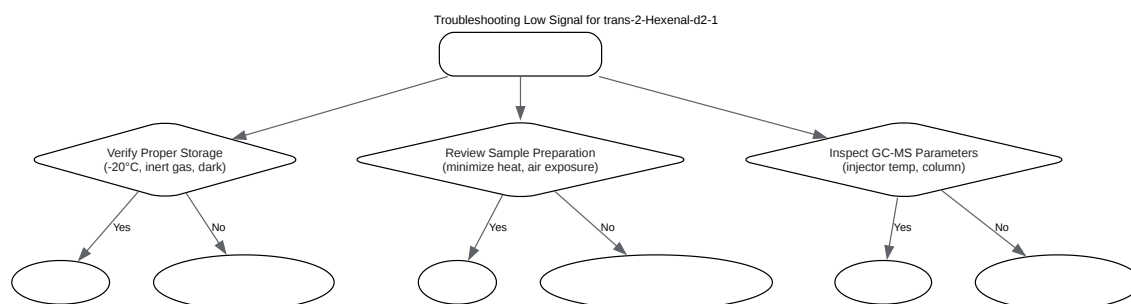 Troubleshooting Low Signal for trans-2-Hexenal-d2-1
Verify Proper Storage
(-20°C, inert gas, dark)
Review Sample Preparation
(minimize heat, air exposure)
Inspect GC-MS Parameters
(injector temp, column)
Yes
No
Yes
No
Yes
No